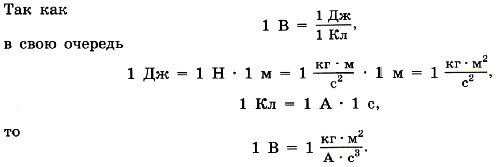 Так как
1 В = 1 Дж / 1 Кл,
в свою очередь
1 Дж = 1 Н · 1 м = 1 кг · м / с² · 1 м = 1 кг · м² / с²,
1 Кл = 1 А · 1 с,
то
1 В = 1 кг · м² / А · с³.